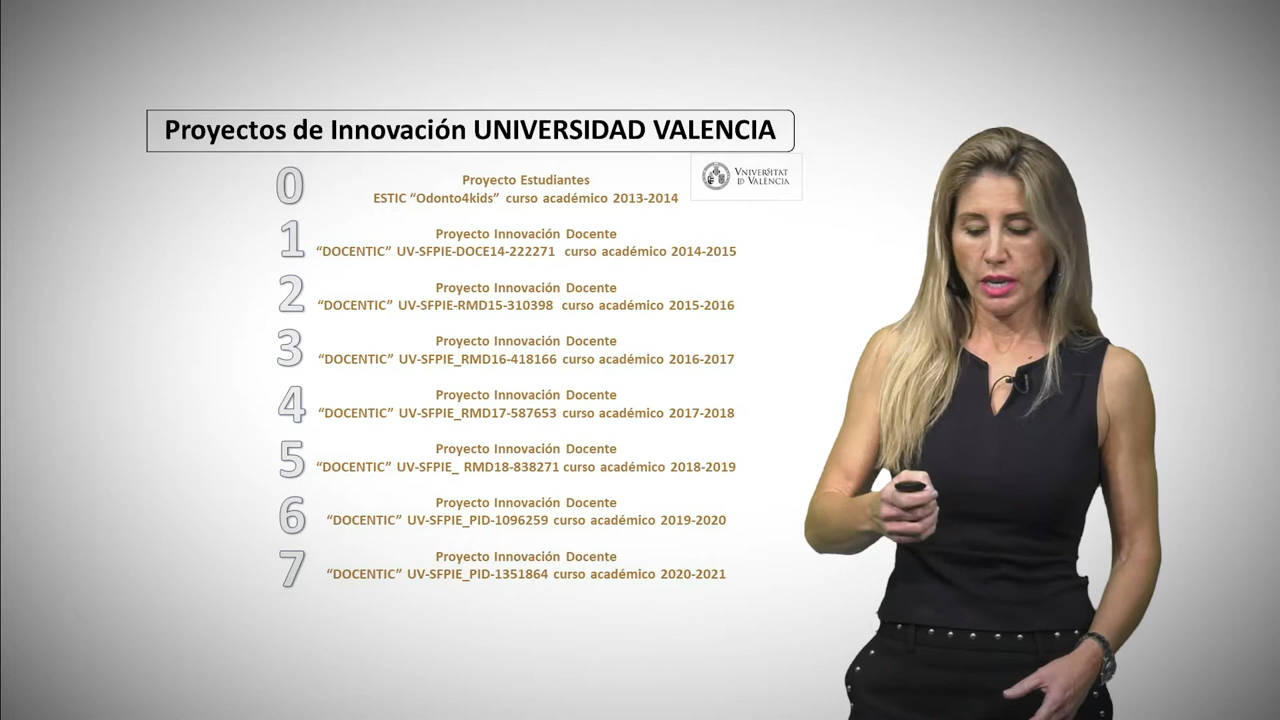 Proyectos de Innovación UNIVERSIDAD VALENCIA
VNIVERSITAT
ID VALENCIA
0
Proyecto Estudiantes
ESTIC “Odonto4kids” curso académico 2013-2014
1
Proyecto Innovación Docente
“DOCENTIC” UV-SFPIE-DOCE14-222271 curso académico 2014-2015
2
Proyecto Innovación Docente
“DOCENTIC” UV-SFPIE-RMD15-310398 curso académico 2015-2016
3
Proyecto Innovación Docente
“DOCENTIC” UV-SFPIE_RMD16-418166 curso académico 2016-2017
4
Proyecto Innovación Docente
“DOCENTIC” UV-SFPIE_RMD17-587653 curso académico 2017-2018
5
Proyecto Innovación Docente
“DOCENTIC” UV-SFPIE_ RMD18-838271 curso académico 2018-2019
6
Proyecto Innovación Docente
“DOCENTIC” UV-SFPIE_PID-1096259 curso académico 2019-2020
7
Proyecto Innovación Docente
“DOCENTIC” UV-SFPIE_PID-1351864 curso académico 2020-2021